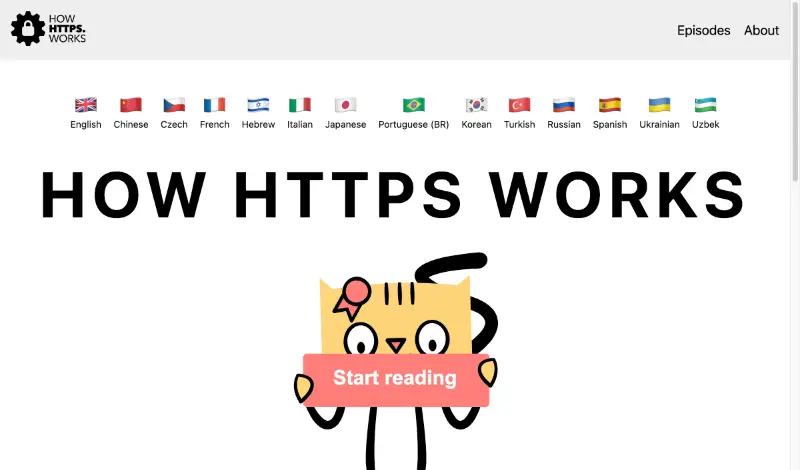 HOW
HTTPS.
WORKS
Episodes About
English Chinese Czech French Hebrew Italian Japanese Portuguese (BR) Korean Turkish Russian Spanish Ukrainian Uzbek
HOW HTTPS WORKS
Start reading